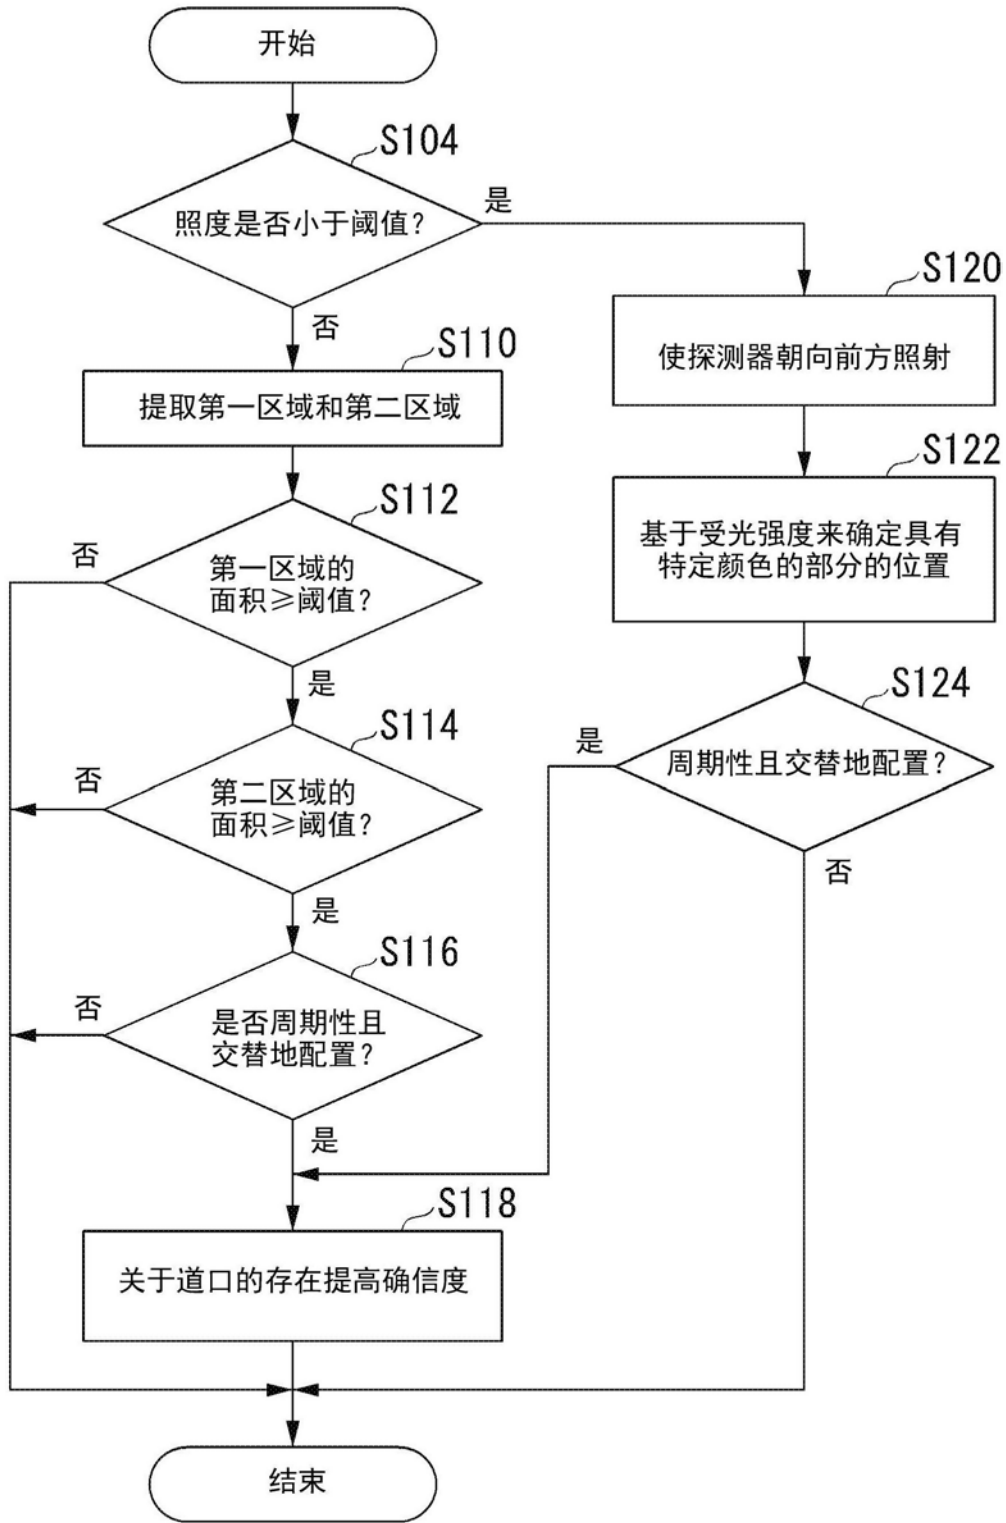 开始
S104
照度是否小于阈值?
是
否
S120
使探测器朝向前方照射
S110
提取第一区域和第二区域
S122
基于受光强度来确定具有
特定颜色的部分的位置
S112
否
第一区域的
面积≥阈值?
是
S124
是
周期性且交替地配置?
否
S114
否
第二区域的
面积≥阈值?
是
S116
否
是否周期性且
交替地配置?
是
S118
关于道口的存在提高确信度
结束